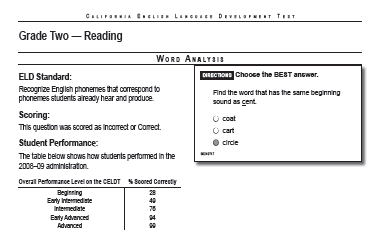 CALIFORNIA ENGLISH LANGUAGE DEVELOPMENT TEST
Grade Two — Reading
WORD ANALYSIS
ELD Standard:
Recognize English phonemes that correspond to
phonemes students already hear and produce.
Scoring:
This question was scored as Incorrect or Correct.
Student Performance:
The table below shows how students performed in the
2008–09 administration.
Overall Performance Level on the CELDT % Scored Correctly
Beginning 28
Early Intermediate 49
Intermediate 76
Early Advanced 94
Advanced 99
DIRECTIONS Choose the BEST answer.
Find the word that has the same beginning
sound as cent.
coat
cart
circle